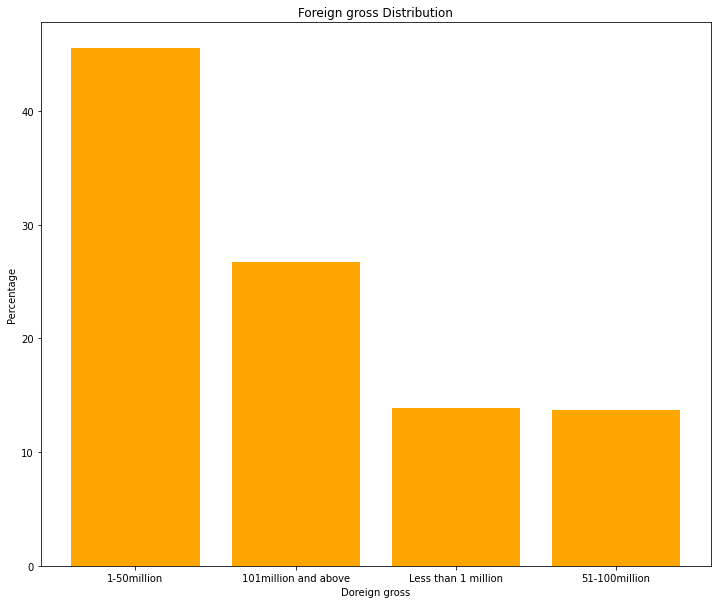 Foreign gross Distribution
Percentage
40
30
20
10
0
1-50million
101million and above
Less than 1 million
51-100million
Doreign gross